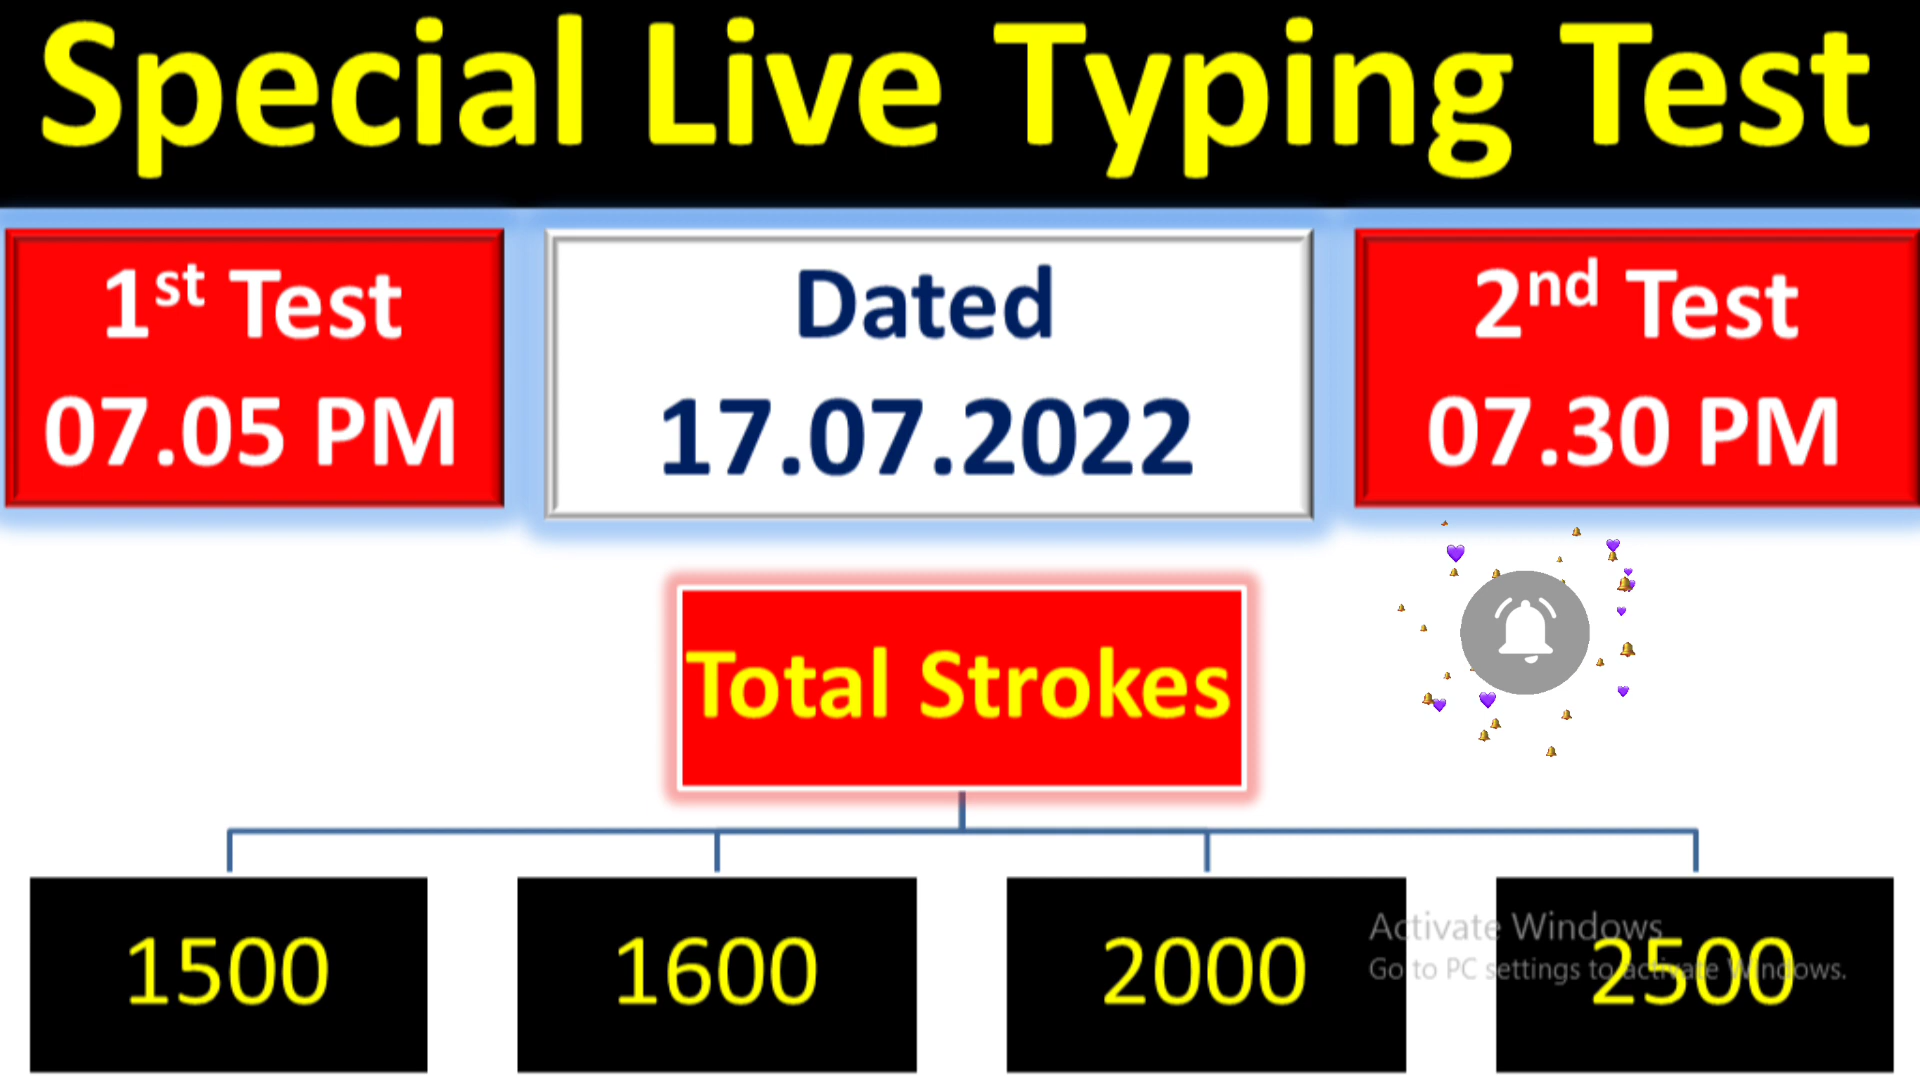 Special Live Typing Test
1st Test
07.05 PM
Dated
17.07.2022
2nd Test
07.30 PM
Total Strokes
1500
1600
2000
2500
Activate Windows
Go to PC settings to activate Windows.